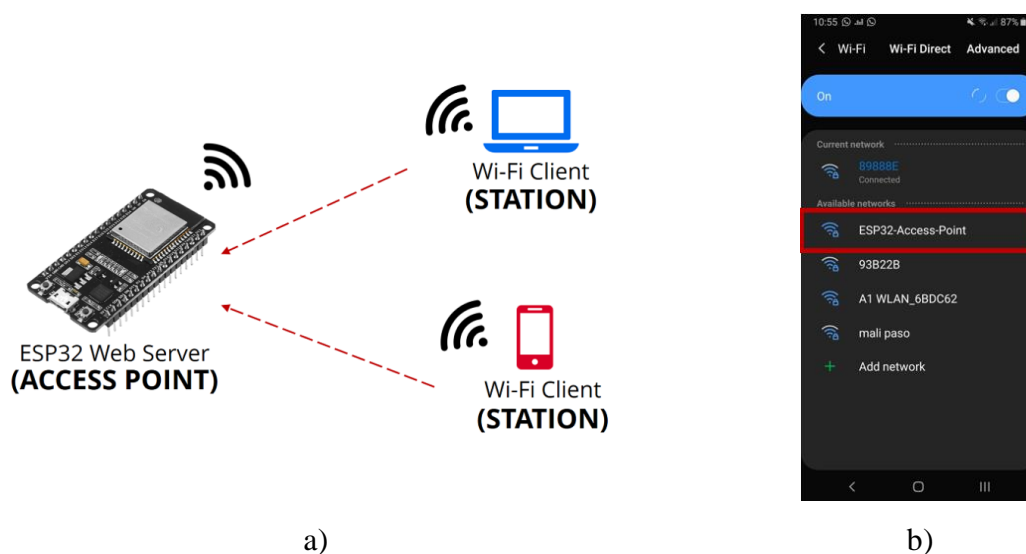 Wi-Fi Client
(STATION)
ESP32 Web Server
(ACCESS POINT)
Wi-Fi Client
(STATION)
a)
10:55
87%
Wi-Fi Wi-Fi Direct Advanced
On
Current network
89888E
Connected
Available networks
ESP32-Access-Point
93B22B
A1 WLAN_6BDC62
mali paso
Add network
b)